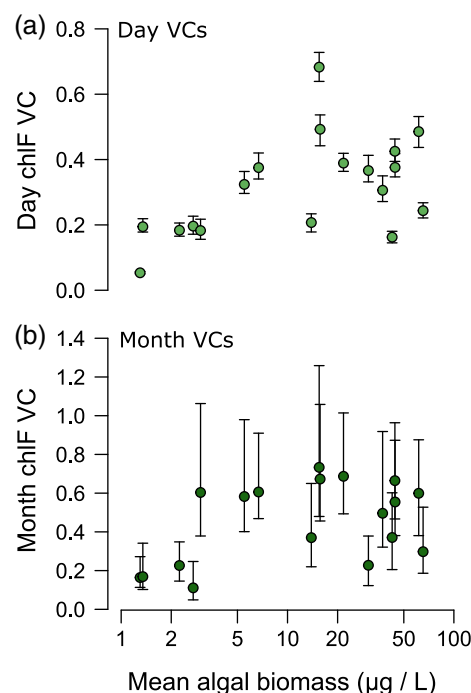 (a) Day VCs
0.8
0.6
0.4
0.2
0.0
Day chlF VC
(b) Month VCs
1.4
1.2
1.0
0.8
0.6
0.4
0.2
0.0
Month chlF VC
1 2 5 10 20 50 100
Mean algal biomass (µg / L)